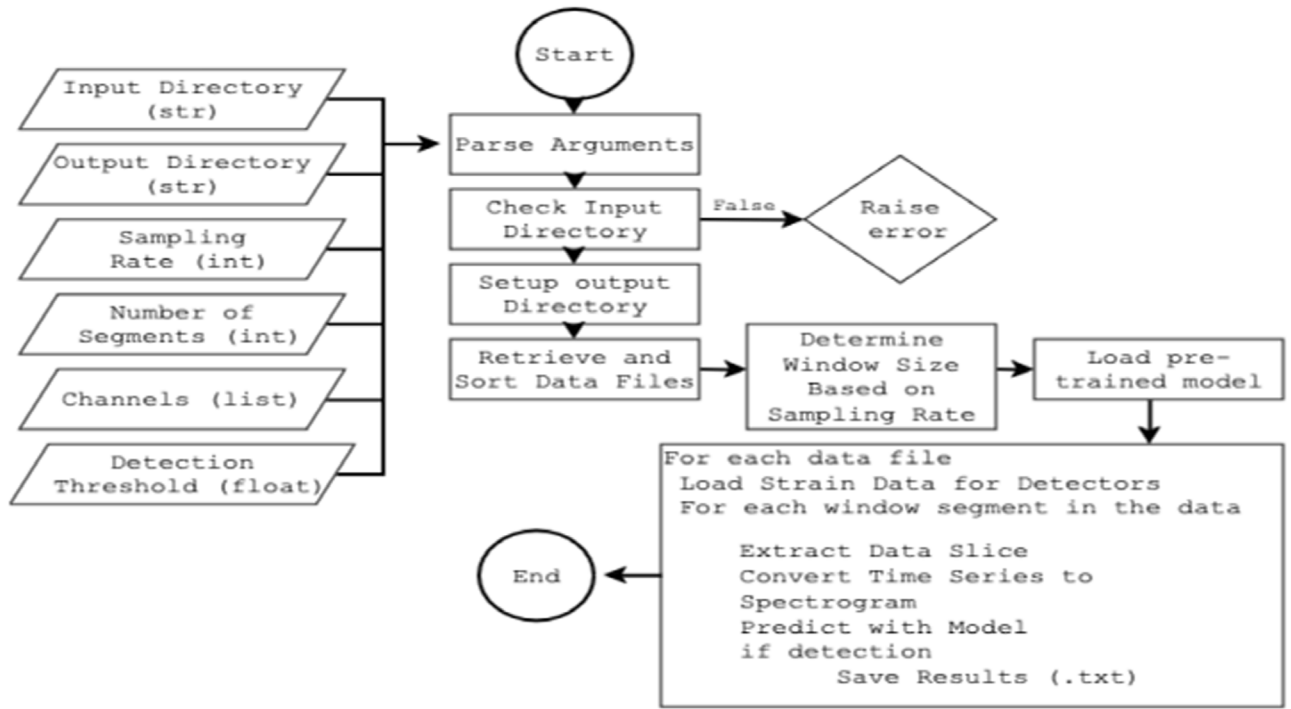 Start
Input Directory
(str)
Output Directory
(str)
Sampling
Rate (int)
Number of
Segments (int)
Channels (list)
Detection
Threshold (float)
Parse Arguments
Check Input
Directory
False
Raise
error
Setup output
Directory
Retrieve and
Sort Data Files
Determine
Window Size
Based on
Sampling Rate
Load pre-
trained model
For each data file
Load Strain Data for Detectors
For each window segment in the data
Extract Data Slice
Convert Time Series to
Spectrogram
Predict with Model
if detection
Save Results (.txt)
End